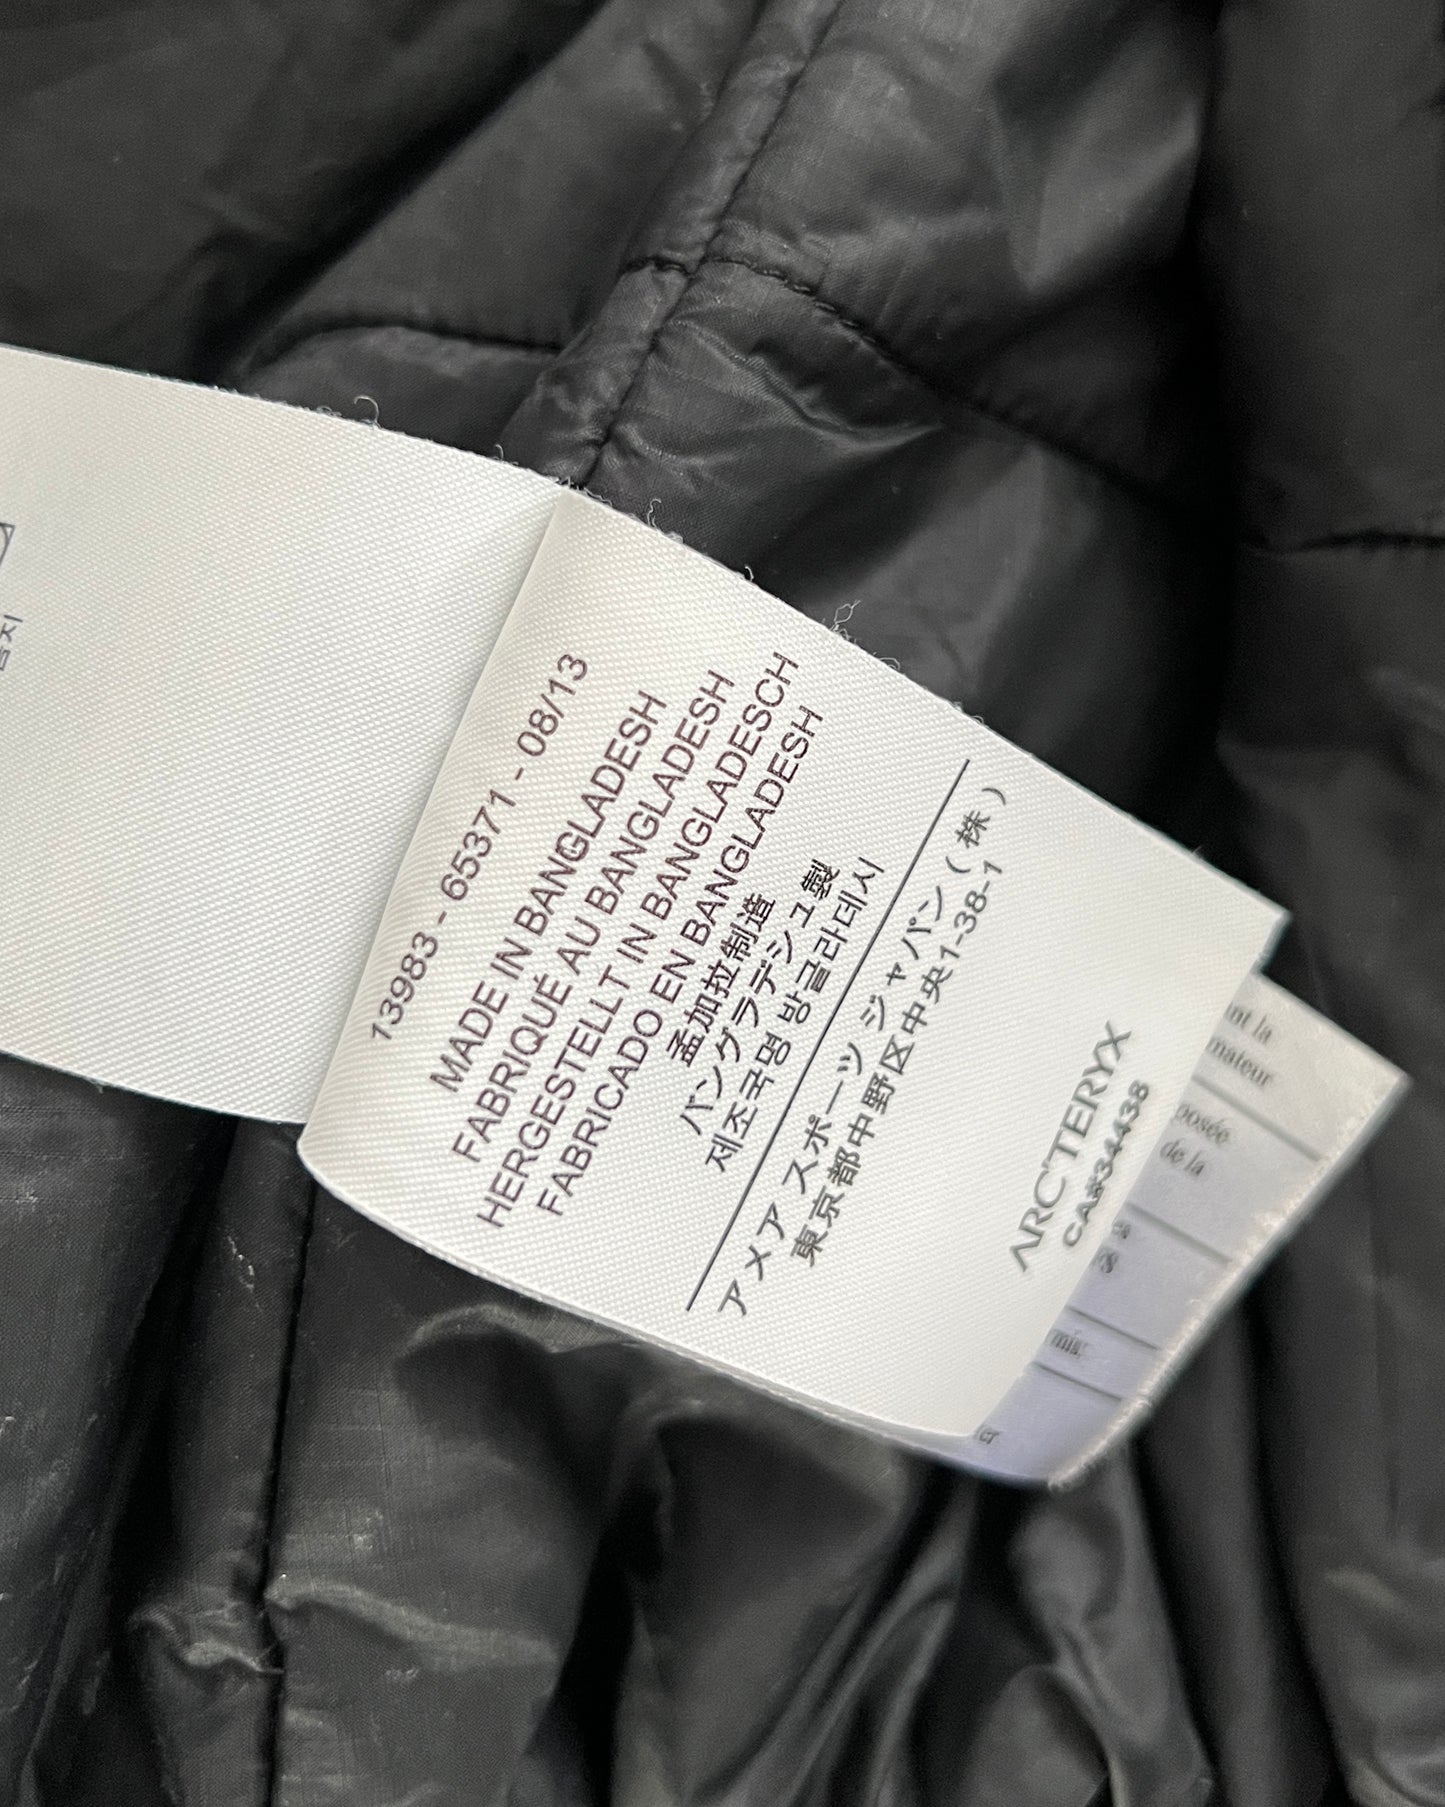 13983 - 65371 - 08/13
MADE IN BANGLADESH
FABRIQUÉ AU BANGLADESH
HERGESTELLT IN BANGLADESCH
FABRICADO EN BANGLADESH
孟加拉制造
バングラデシュ製
제조국명 방글라데시
アメア スポーツ ジャパン (株)
東京都中野区中央1-38-1
ARC'TERYX
CA#34438
de la